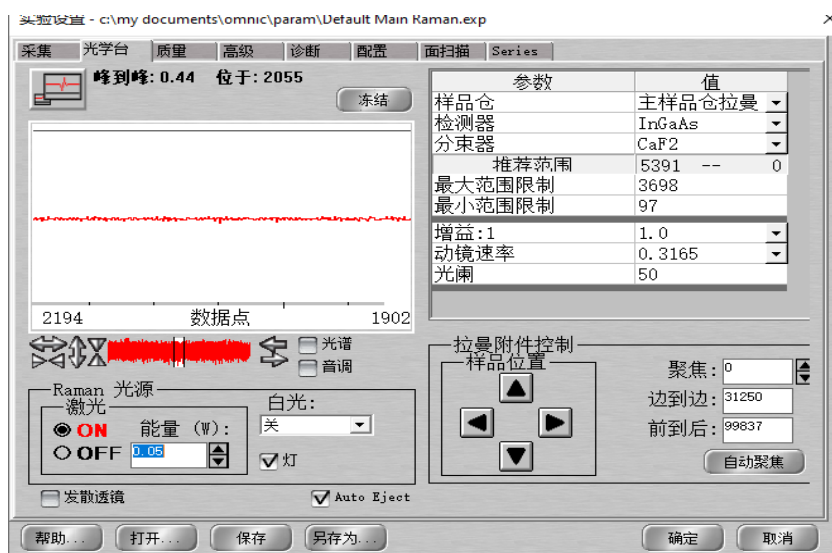 实验设置 - c:\my documents\omnic\param\Default Main Raman.exp
采集 光学台 质量 高级 诊断 配置 面扫描 Series
峰到峰: 0.44 位于: 2055
冻结
2194 数据点 1902
光谱
音调
Raman 光源
激光
ON
OFF
能量 (W):
0.05
白光:
关
灯
发散透镜
Auto Eject
参数 值
样品仓 主样品仓拉曼
检测器 InGaAs
分束器 CaF2
推荐范围 5391 -- 0
最大范围限制 3698
最小范围限制 97
增益:1 1.0
动镜速率 0.3165
光阑 50
拉曼附件控制
样品位置
聚焦: 0
边到边: 31250
前到后: 99837
自动聚焦
帮助... 打开... 保存 另存为... 确定 取消